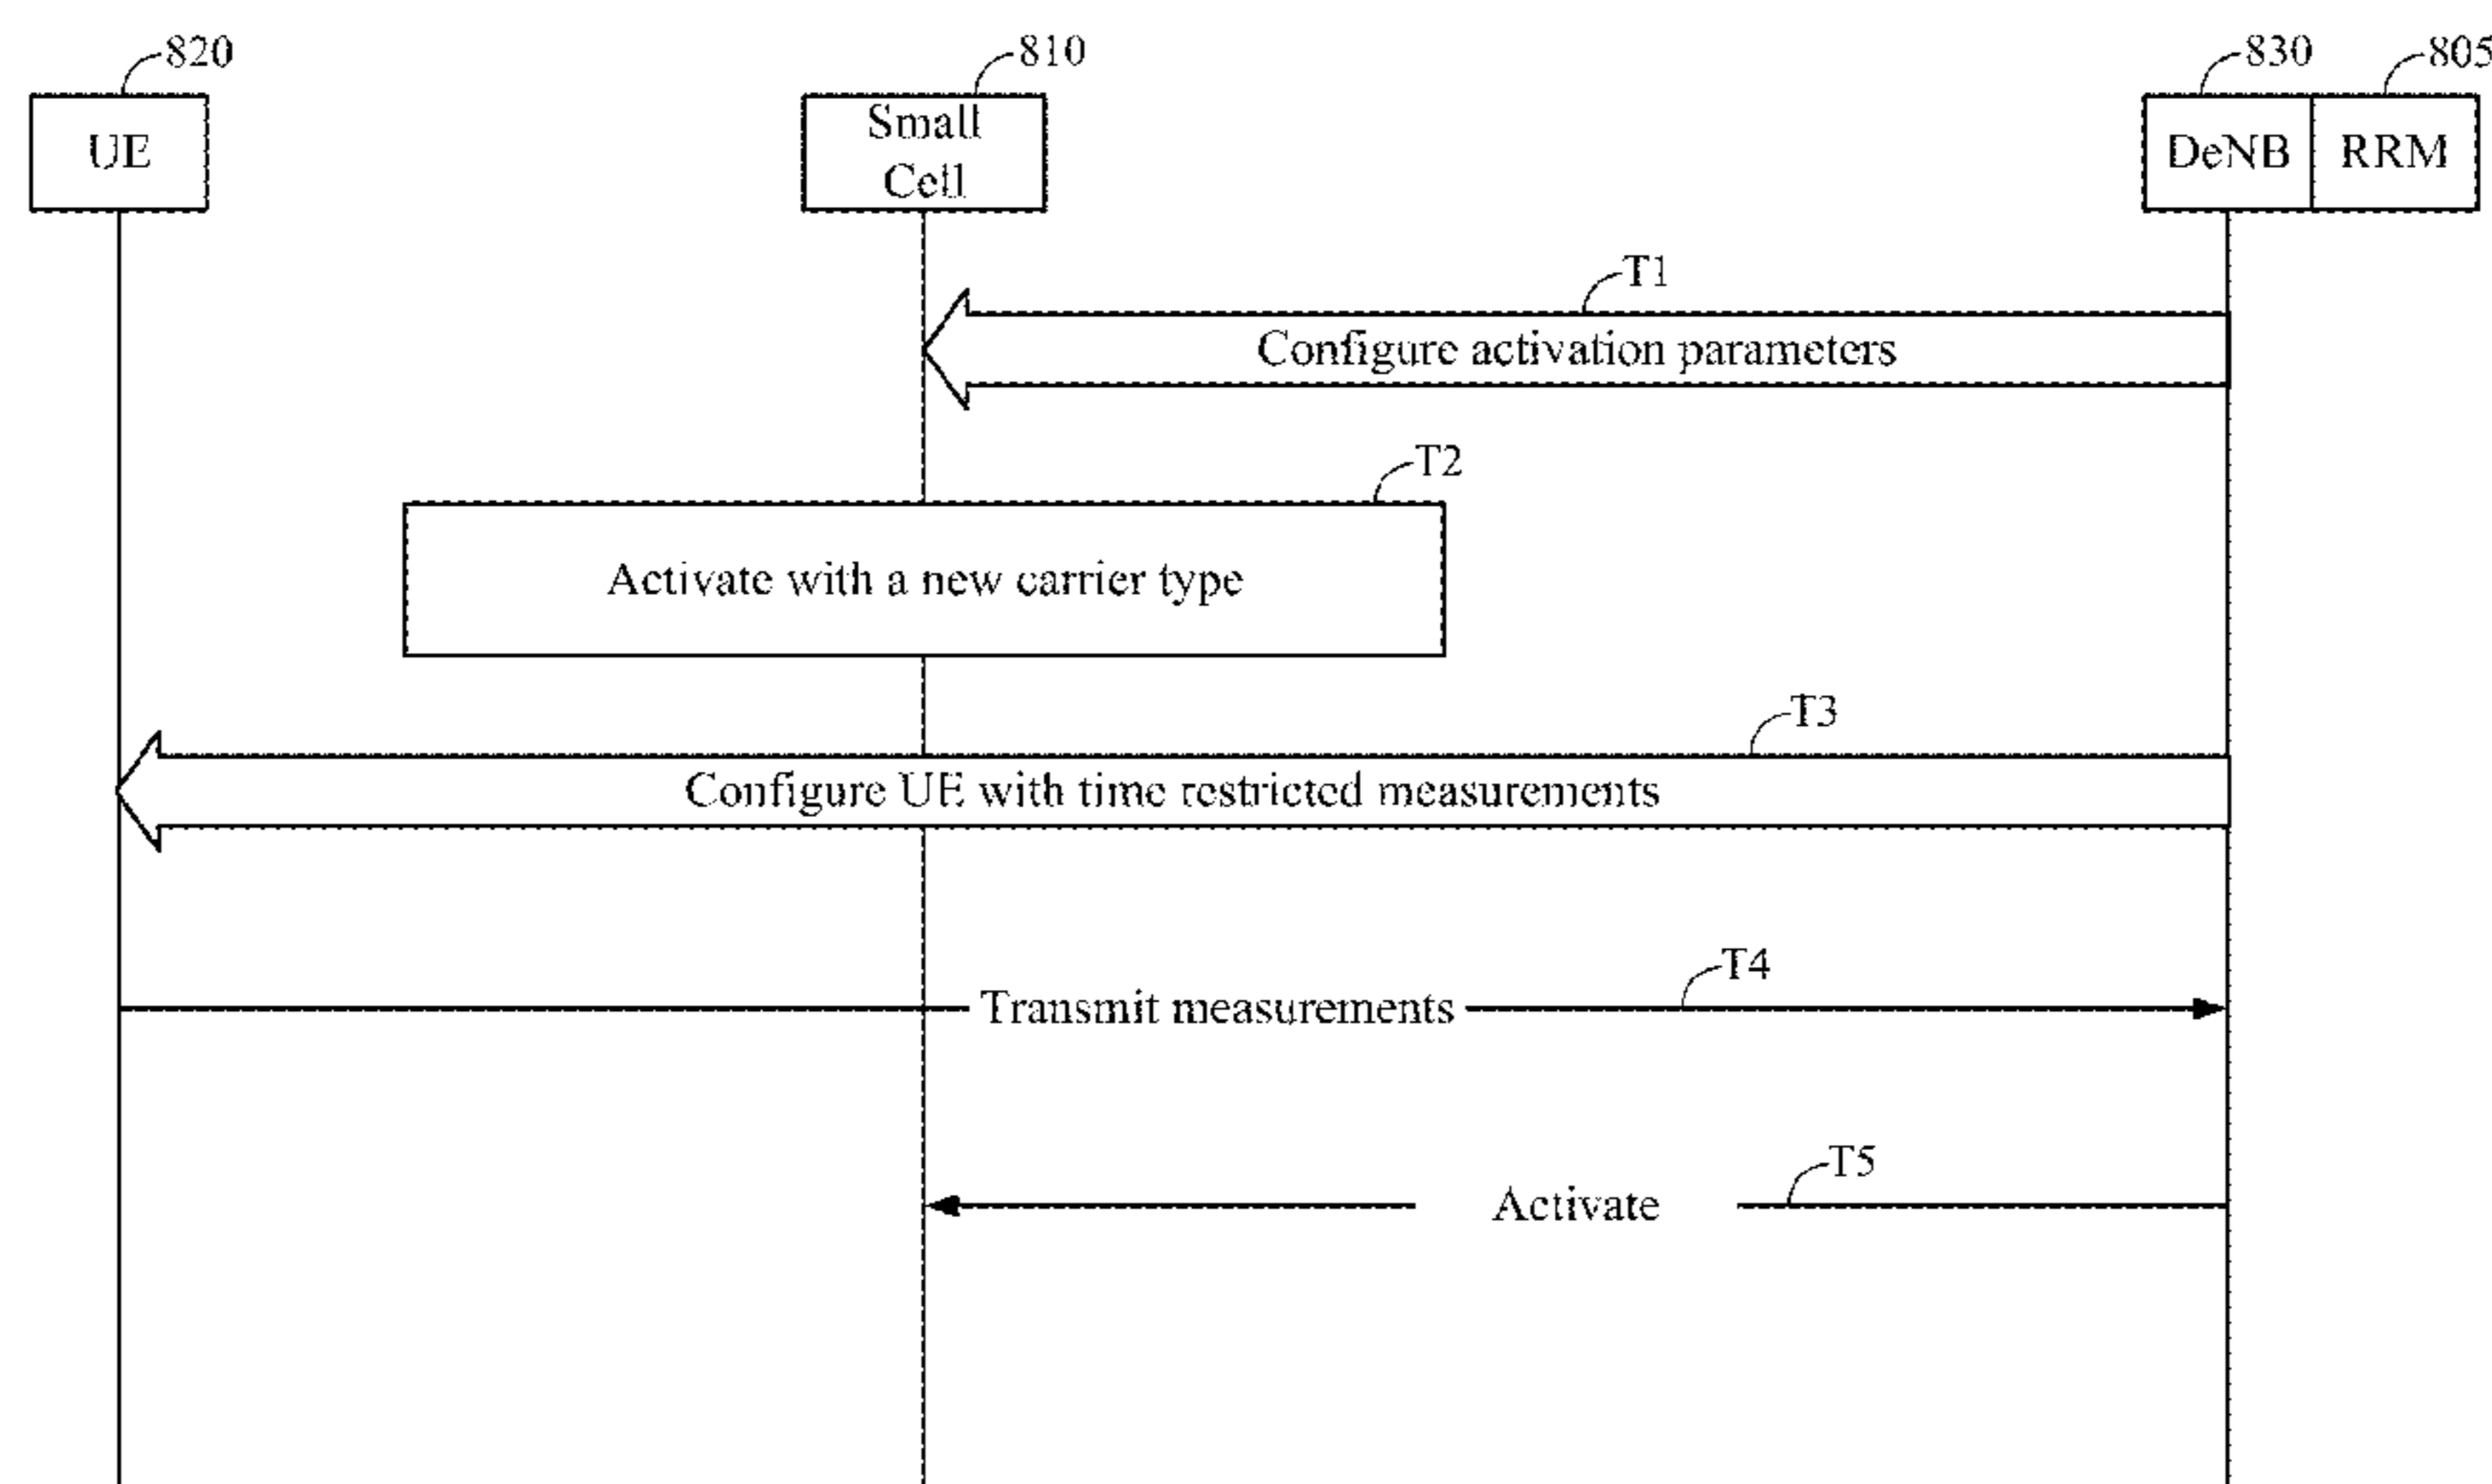 820
810
830
805
UE
Small
Cell
DeNB
RRM
T1
Configure activation parameters
T2
Activate with a new carrier type
T3
Configure UE with time restricted measurements
T4
Transmit measurements
T5
Activate